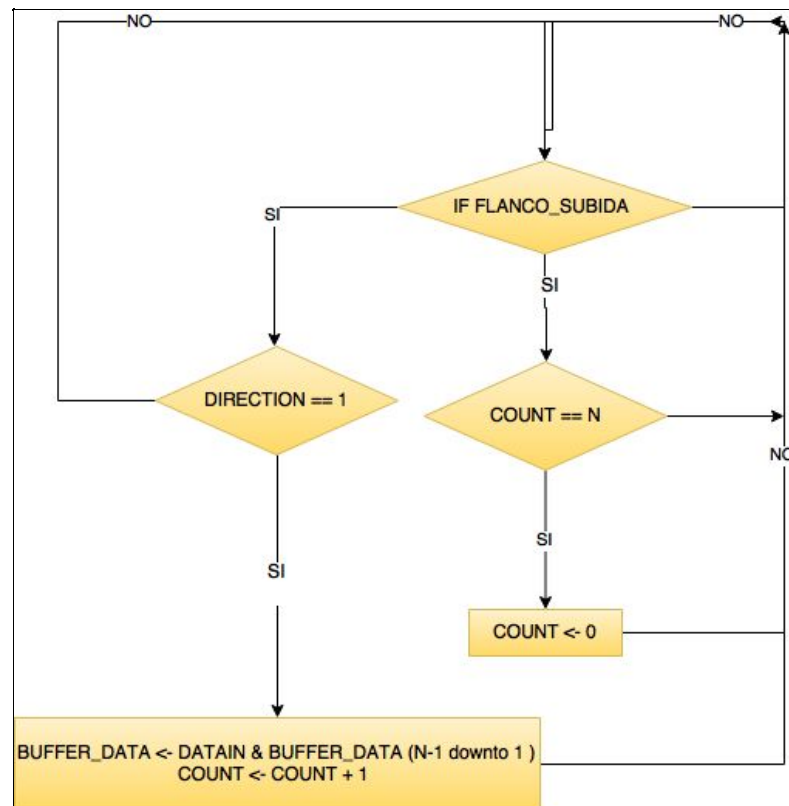 NO
NO
IF FLANCO_SUBIDA
SI
SI
DIRECTION == 1
COUNT == N
NO
SI
SI
COUNT <- 0
BUFFER_DATA <- DATAIN & BUFFER_DATA (N-1 downto 1 )
COUNT <- COUNT + 1